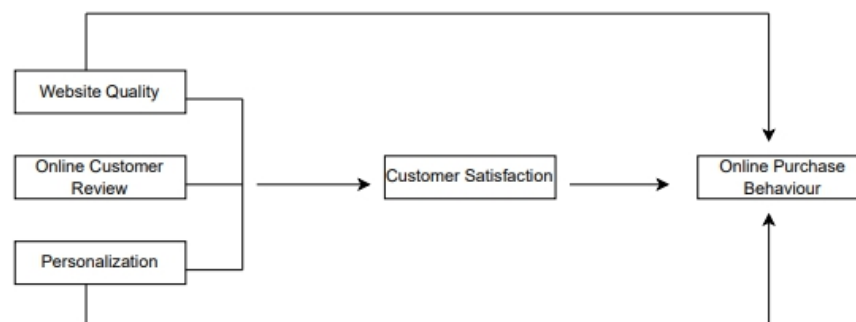 Website Quality
Online Customer
Review
Customer Satisfaction
Online Purchase
Behaviour
Personalization